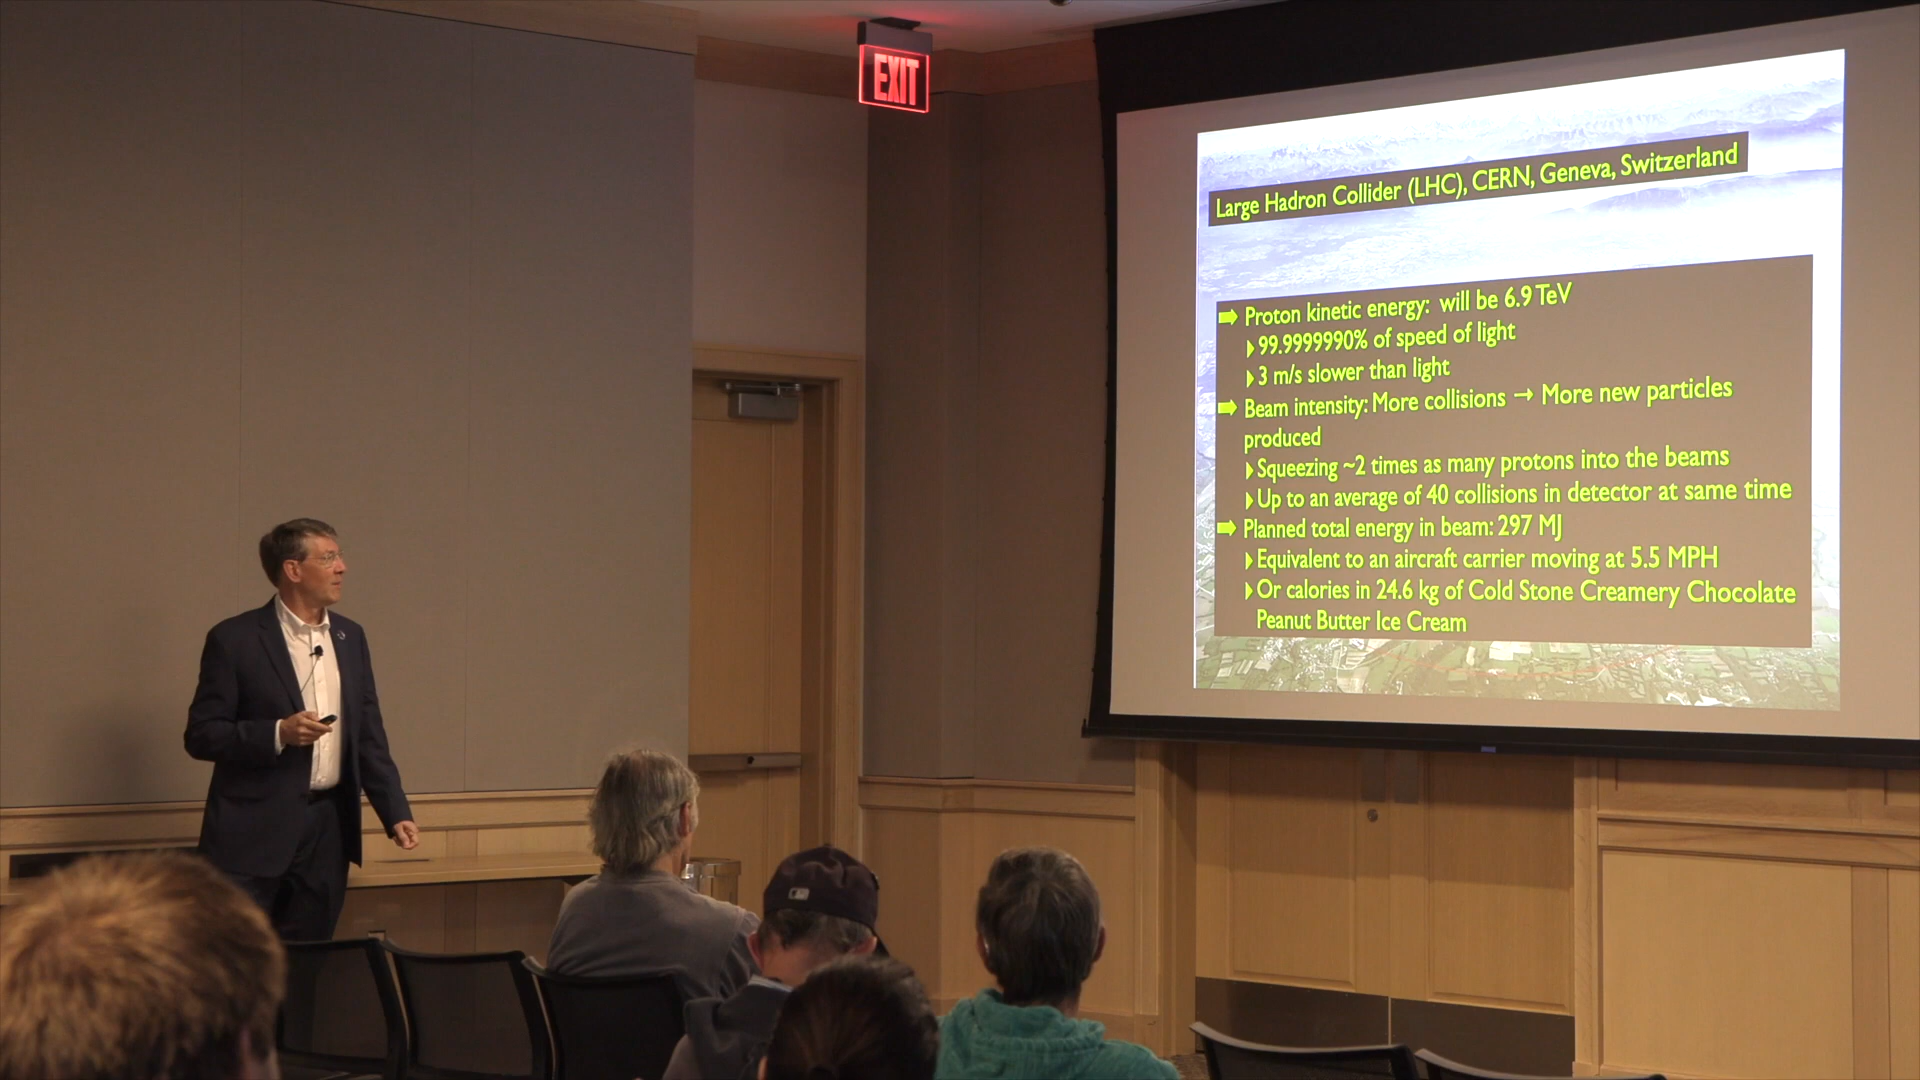 EXIT
Large Hadron Collider (LHC), CERN, Geneva, Switzerland
Proton kinetic energy: will be 6.9 TeV
99.9999990% of speed of light
3 m/s slower than light
Beam intensity: More collisions → More new particles
produced
Squeezing ~2 times as many protons into the beams
Up to an average of 40 collisions in detector at same time
Planned total energy in beam: 297 MJ
Equivalent to an aircraft carrier moving at 5.5 MPH
Or calories in 24.6 kg of Cold Stone Creamery Chocolate
Peanut Butter Ice Cream